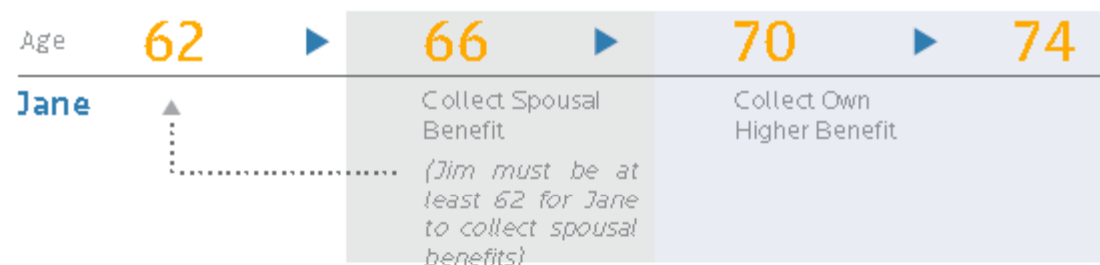 Age 62 66 70 74
Jane
Collect Spousal
Benefit
(Jim must be at
least 62 for Jane
to collect spousal
benefits)
Collect Own
Higher Benefit